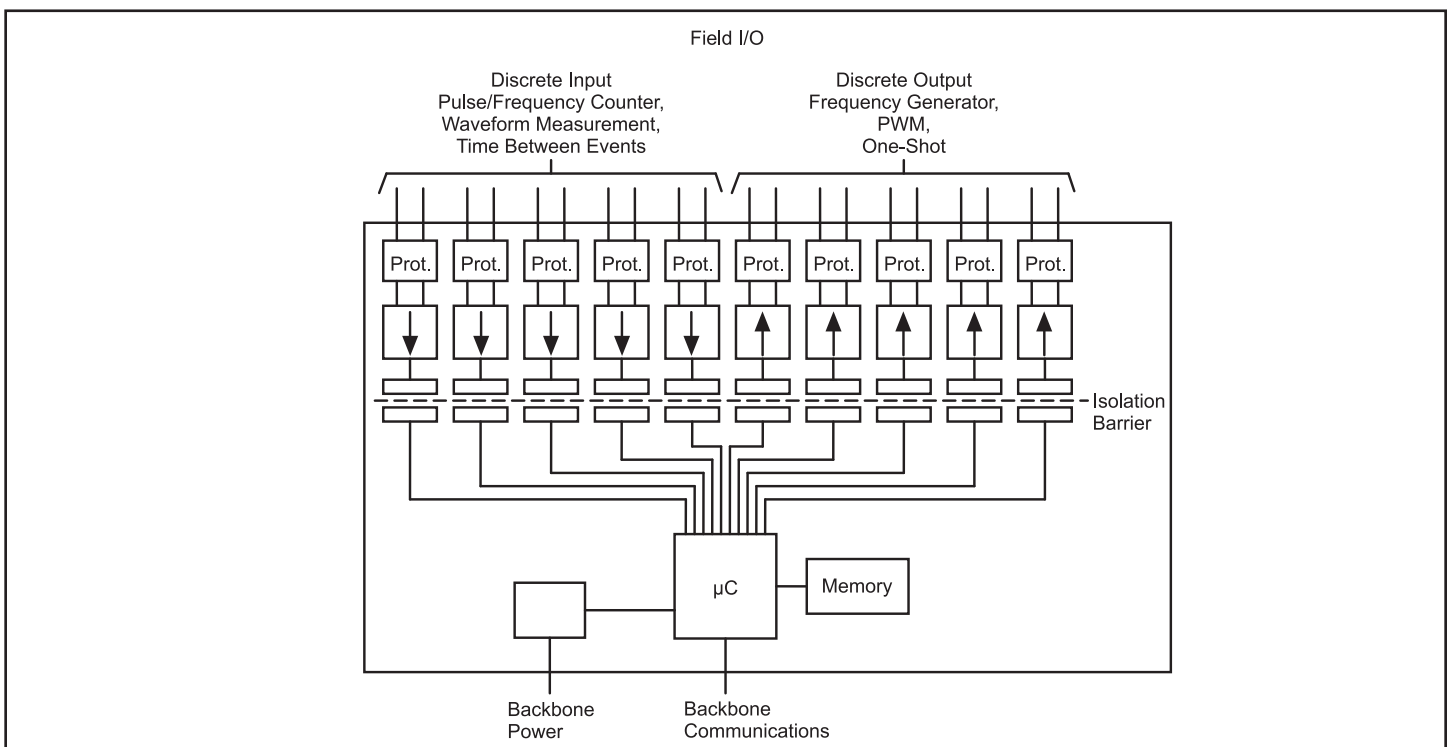 Field I/O
Discrete Input
Pulse/Frequency Counter,
Waveform Measurement,
Time Between Events
Discrete Output
Frequency Generator,
PWM,
One-Shot
Prot. Prot. Prot. Prot. Prot. Prot. Prot. Prot. Prot. Prot.
Isolation
Barrier
µC
Memory
Backbone
Power
Backbone
Communications